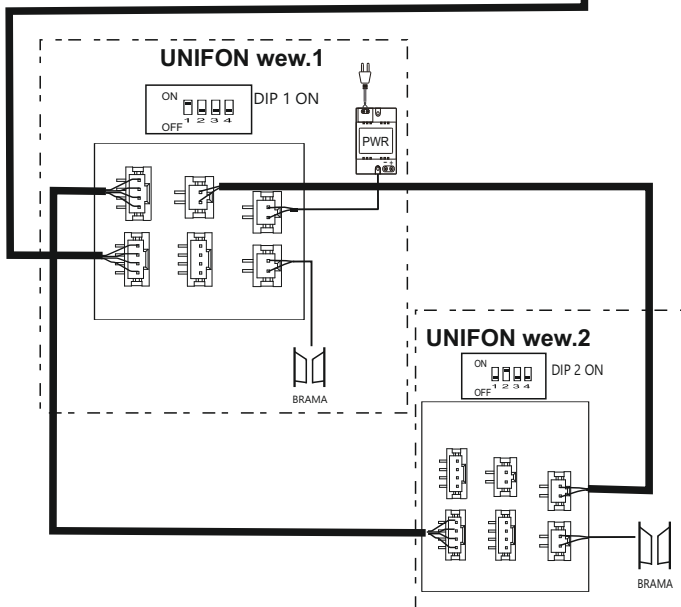 UNIFON wew.1
ON
DIP 1 ON
1 2 3 4
OFF
PWR
- +
BRAMA
UNIFON wew.2
ON
DIP 2 ON
1 2 3 4
OFF
BRAMA